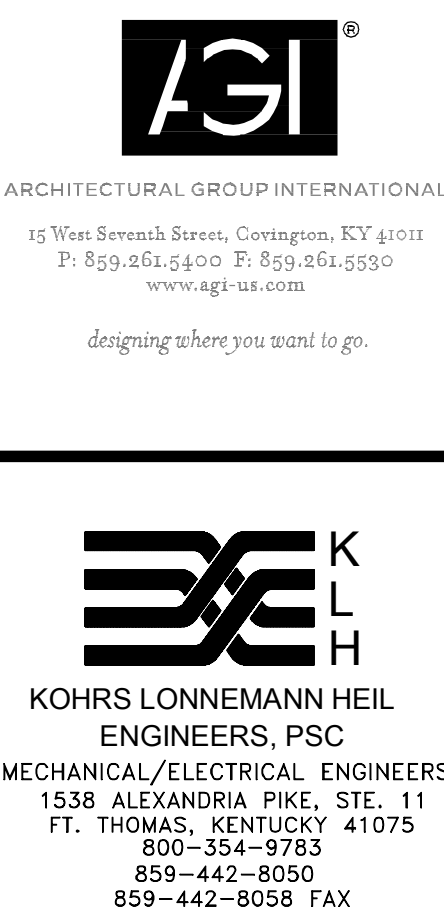 AGI®
ARCHITECTURAL GROUP INTERNATIONAL
15 West Seventh Street, Covington, KY 41011
P: 859.261.5400 F: 859.261.5530
www.agi-us.com
designing where you want to go.
K
L
H
KOHRS LONNEMANN HEIL
ENGINEERS, PSC
MECHANICAL/ELECTRICAL ENGINEERS
1538 ALEXANDRIA PIKE, STE. 11
FT. THOMAS, KENTUCKY 41075
800-354-9783
859-442-8050
859-442-8058 FAX